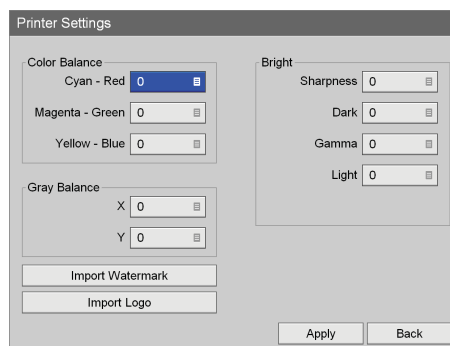 Printer Settings
Color Balance
Cyan - Red 0
Magenta - Green 0
Yellow - Blue 0
Gray Balance
X 0
Y 0
Import Watermark
Import Logo
Bright
Sharpness 0
Dark 0
Gamma 0
Light 0
Apply Back